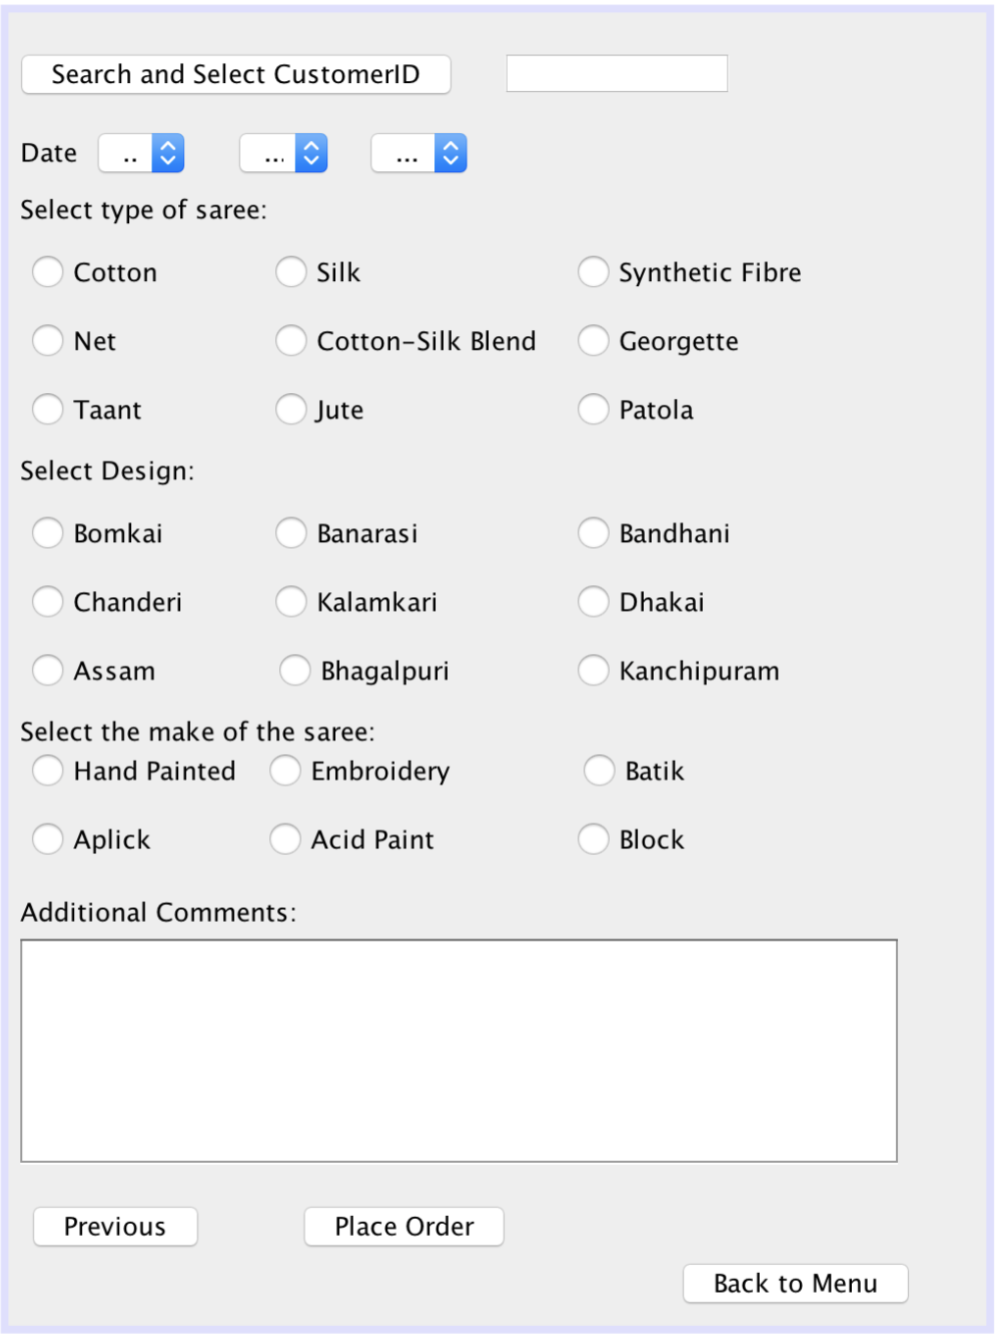 Search and Select CustomerID
Date .. ... ...
Select type of saree:
Cotton Silk Synthetic Fibre
Net Cotton-Silk Blend Georgette
Taant Jute Patola
Select Design:
Bomkai Banarasi Bandhani
Chanderi Kalamkari Dhakai
Assam Bhagalpuri Kanchipuram
Select the make of the saree:
Hand Painted Embroidery Batik
Aplick Acid Paint Block
Additional Comments:
Previous Place Order
Back to Menu